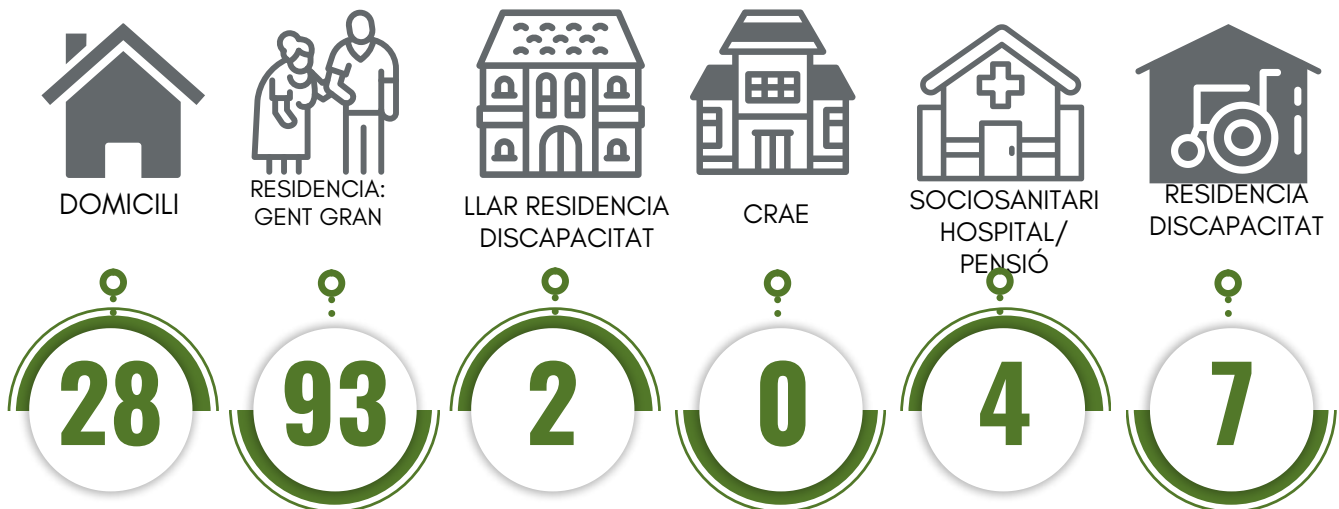 DOMICILI
RESIDENCIA:
GENT GRAN
LLAR RESIDENCIA
DISCAPACITAT
CRAE
SOCIOSANITARI
HOSPITAL/
PENSIÓ
RESIDENCIA
DISCAPACITAT
28
93
2
0
4
7